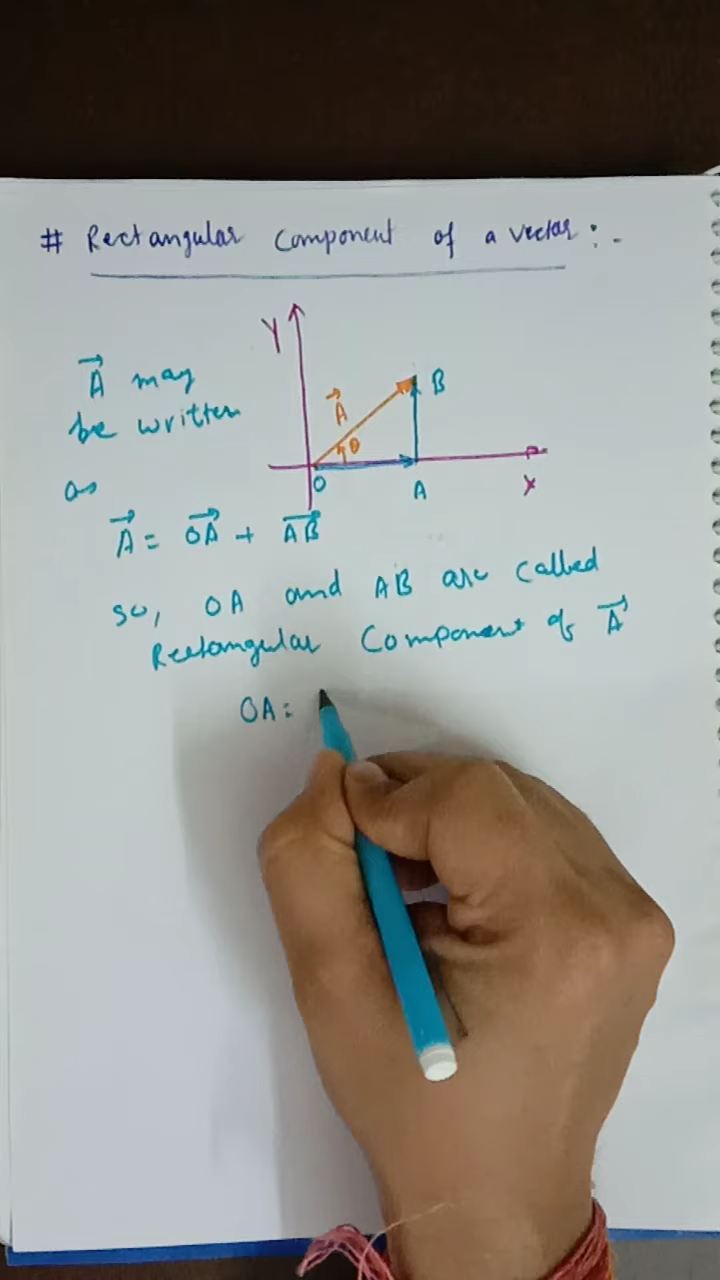 # Rectangular Component of a vector :-
Y
A⃗ may
be written
as
A⃗
θ
B
O
A
X
A⃗ = OA⃗ + AB⃗
so, OA and AB are called
Rectangular Component of A⃗
OA =